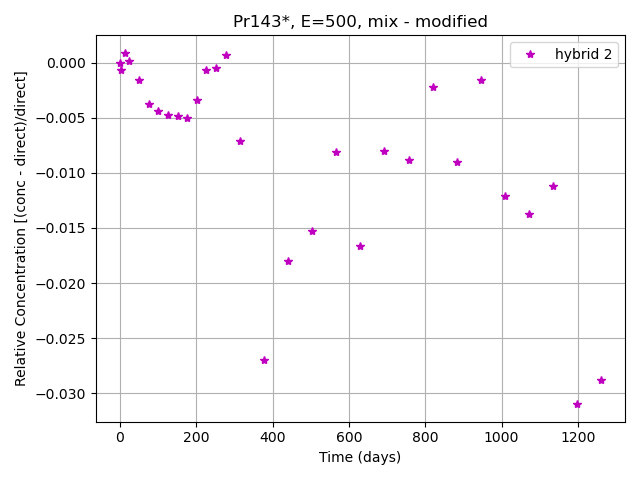 Pr143*, E=500, mix - modified
hybrid 2
0.000
−0.005
−0.010
−0.015
−0.020
−0.025
−0.030
Relative Concentration [(conc - direct)/direct]
0 200 400 600 800 1000 1200
Time (days)